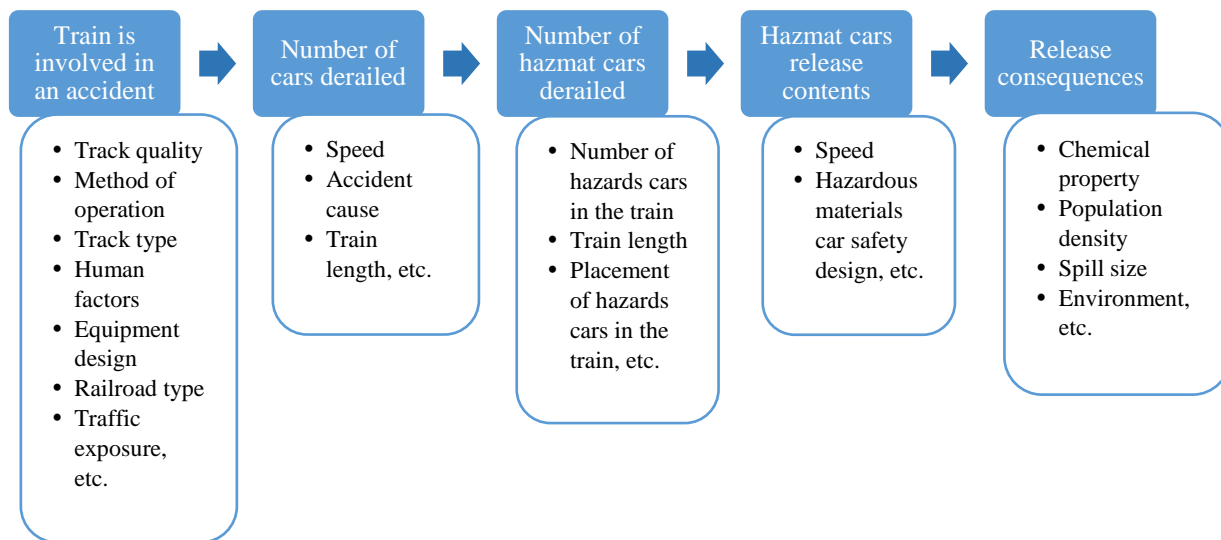 Train is
involved in
an accident
• Track quality
• Method of
operation
• Track type
• Human
factors
• Equipment
design
• Railroad type
• Traffic
exposure,
etc.
Number of
cars derailed
• Speed
• Accident
cause
• Train
length, etc.
Number of
hazmat cars
derailed
• Number of
hazards cars
in the train
• Train length
• Placement
of hazards
cars in the
train, etc.
Hazmat cars
release
contents
• Speed
• Hazardous
materials
car safety
design, etc.
Release
consequences
• Chemical
property
• Population
density
• Spill size
• Environment,
etc.